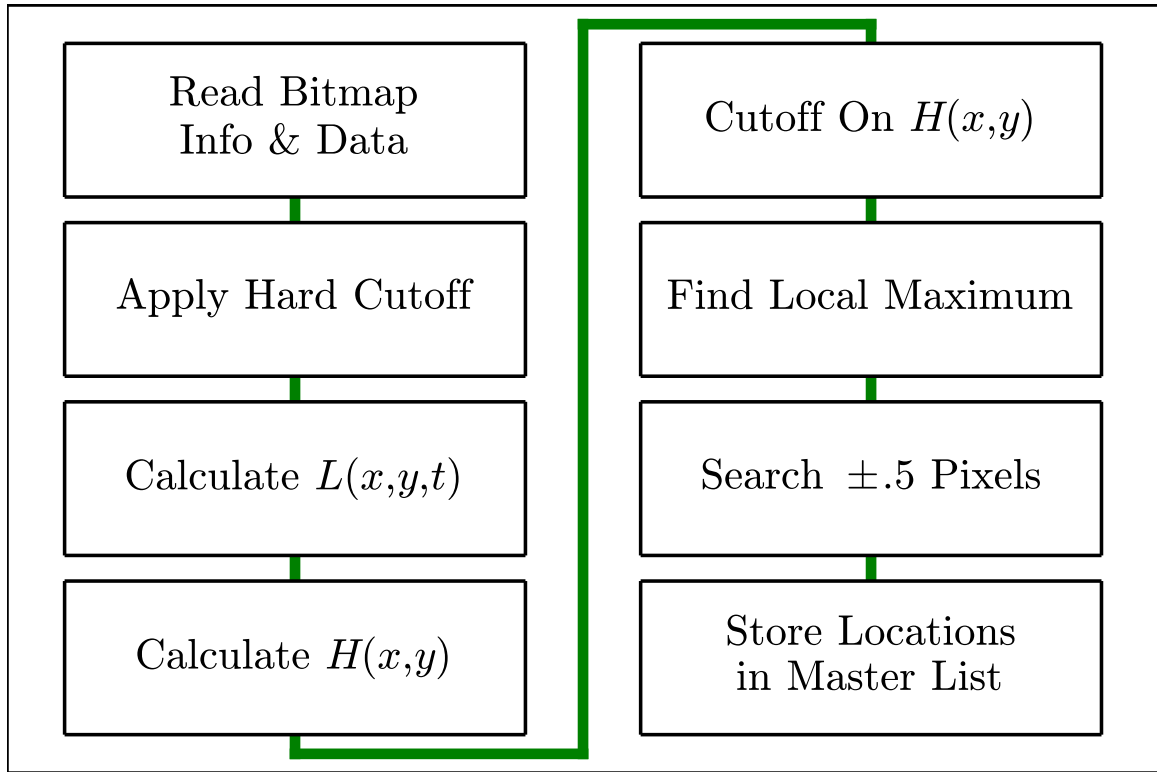 Read Bitmap
Info & Data
Apply Hard Cutoff
Calculate L(x,y,t)
Calculate H(x,y)
Cutoff On H(x,y)
Find Local Maximum
Search ±.5 Pixels
Store Locations
in Master List